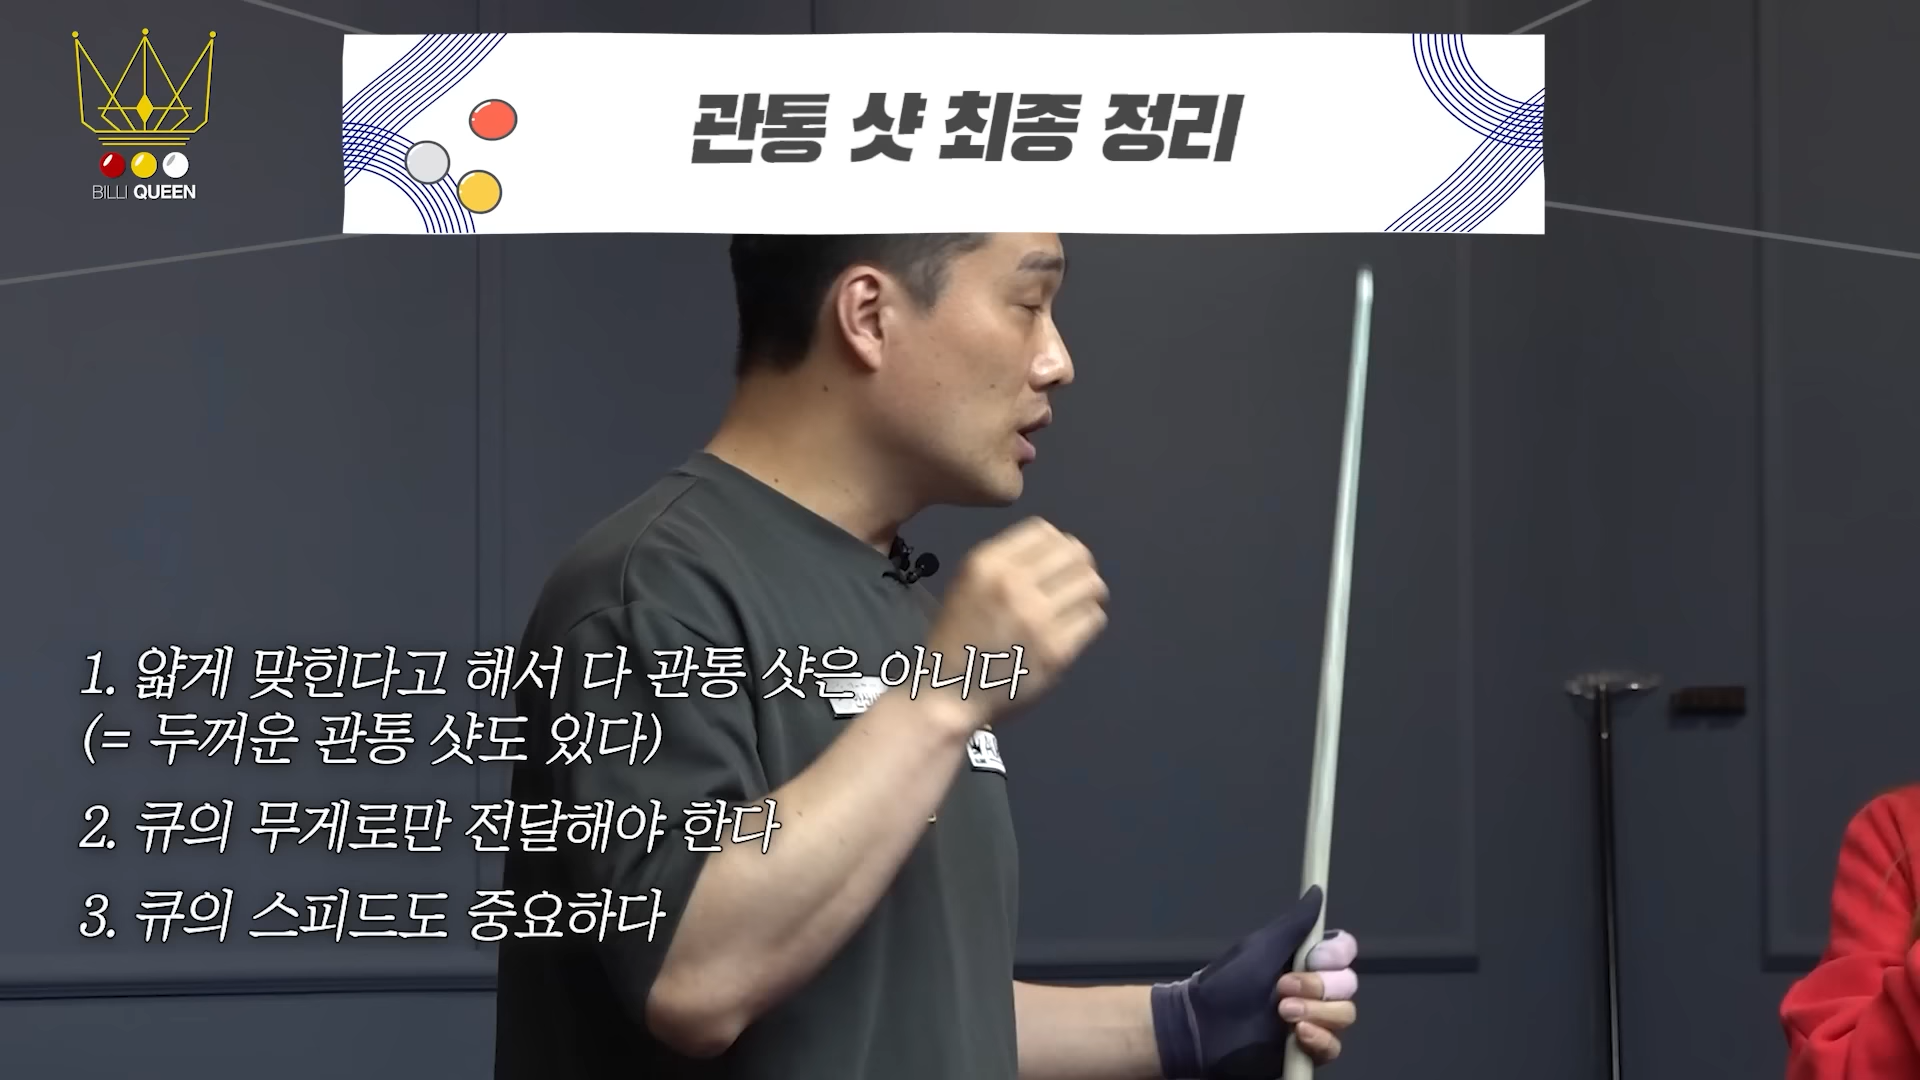 BILLI QUEEN
관통 샷 최종 정리
1. 얇게 맞힌다고 해서 다 관통 샷은 아니다
(= 두꺼운 관통 샷도 있다)
2. 큐의 무게로만 전달해야 한다
3. 큐의 스피드도 중요하다